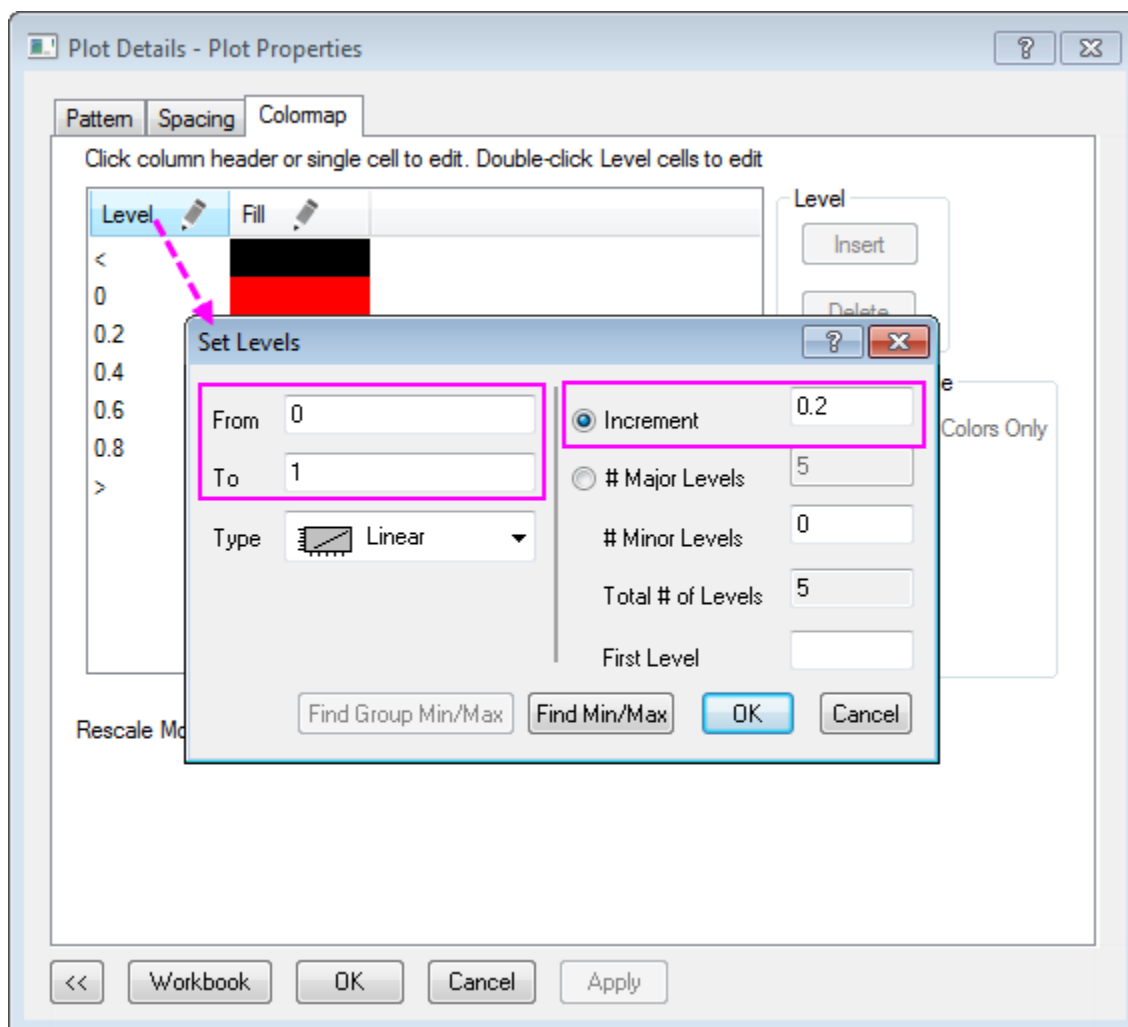 Plot Details - Plot Properties
Pattern Spacing Colormap
Click column header or single cell to edit. Double-click Level cells to edit
Level Fill
Level
Insert
Delete
<
0
0.2
0.4
0.6
0.8
>
Set Levels
From 0
To 1
Type Linear
Increment 0.2
# Major Levels 5
# Minor Levels 0
Total # of Levels 5
First Level
Find Group Min/Max Find Min/Max OK Cancel
e
Colors Only
Rescale Mo
<< Workbook OK Cancel Apply